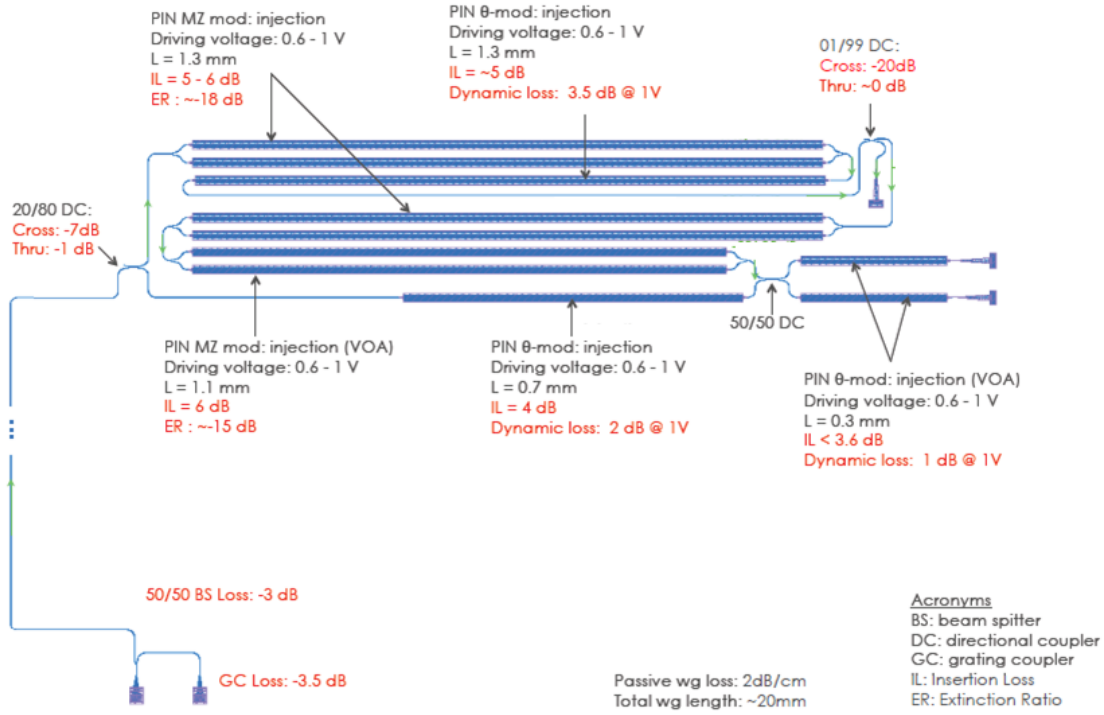 PIN MZ mod: injection
Driving voltage: 0.6 - 1 V
L = 1.3 mm
IL = 5 - 6 dB
ER : ~-18 dB
PIN θ-mod: injection
Driving voltage: 0.6 - 1 V
L = 1.3 mm
IL = ~5 dB
Dynamic loss: 3.5 dB @ 1V
01/99 DC:
Cross: -20dB
Thru: ~0 dB
20/80 DC:
Cross: -7dB
Thru: -1 dB
50/50 DC
PIN MZ mod: injection (VOA)
Driving voltage: 0.6 - 1 V
L = 1.1 mm
IL = 6 dB
ER : ~-15 dB
PIN θ-mod: injection
Driving voltage: 0.6 - 1 V
L = 0.7 mm
IL = 4 dB
Dynamic loss: 2 dB @ 1V
PIN θ-mod: injection (VOA)
Driving voltage: 0.6 - 1 V
L = 0.3 mm
IL < 3.6 dB
Dynamic loss: 1 dB @ 1V
50/50 BS Loss: -3 dB
GC Loss: -3.5 dB
Passive wg loss: 2dB/cm
Total wg length: ~20mm
Acronyms
BS: beam spitter
DC: directional coupler
GC: grating coupler
IL: Insertion Loss
ER: Extinction Ratio